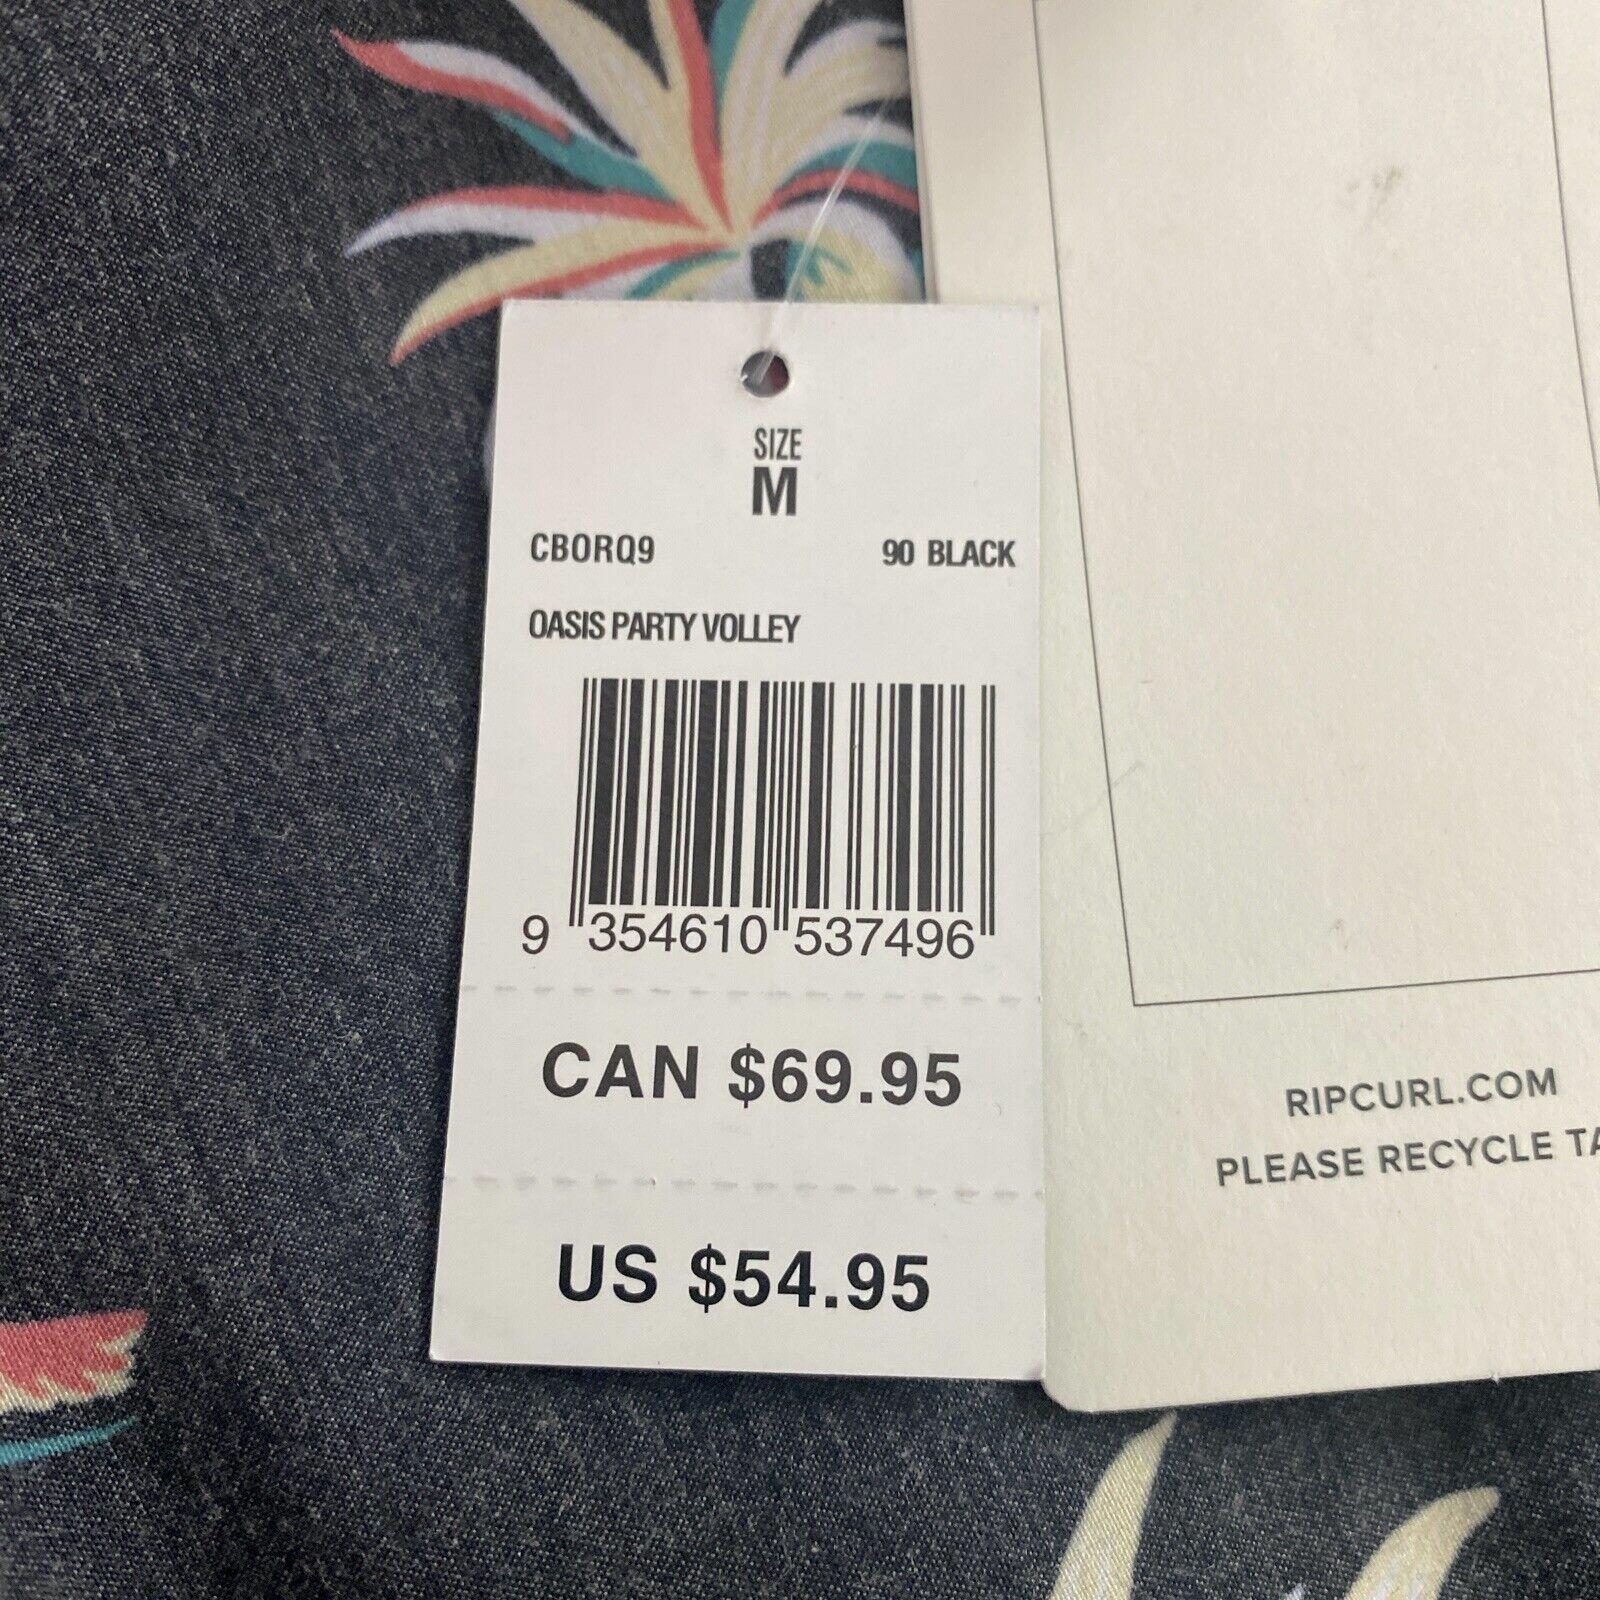 SIZE
M
CBORQ9 90 BLACK
OASIS PARTY VOLLEY
9 354610 537496
CAN $69.95
US $54.95
RIPCURL.COM
PLEASE RECYCLE TA